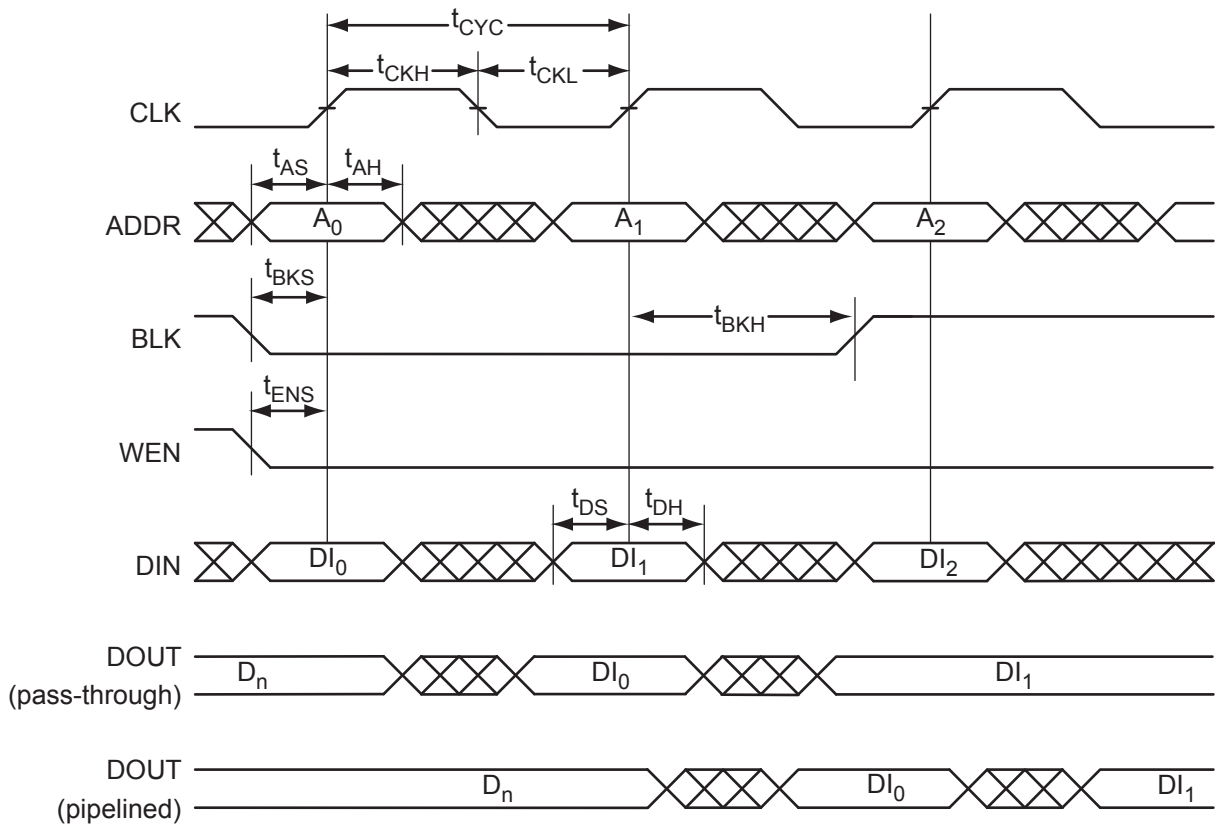 tCYC
tCKH tCKL
CLK
tAS tAH
ADDR A0 A1 A2
tBKS
BLK tBKH
tENS
WEN
tDS tDH
DIN DI0 DI1 DI2
DOUT
(pass-through) Dn DI0 DI1
DOUT
(pipelined) Dn DI0 DI1